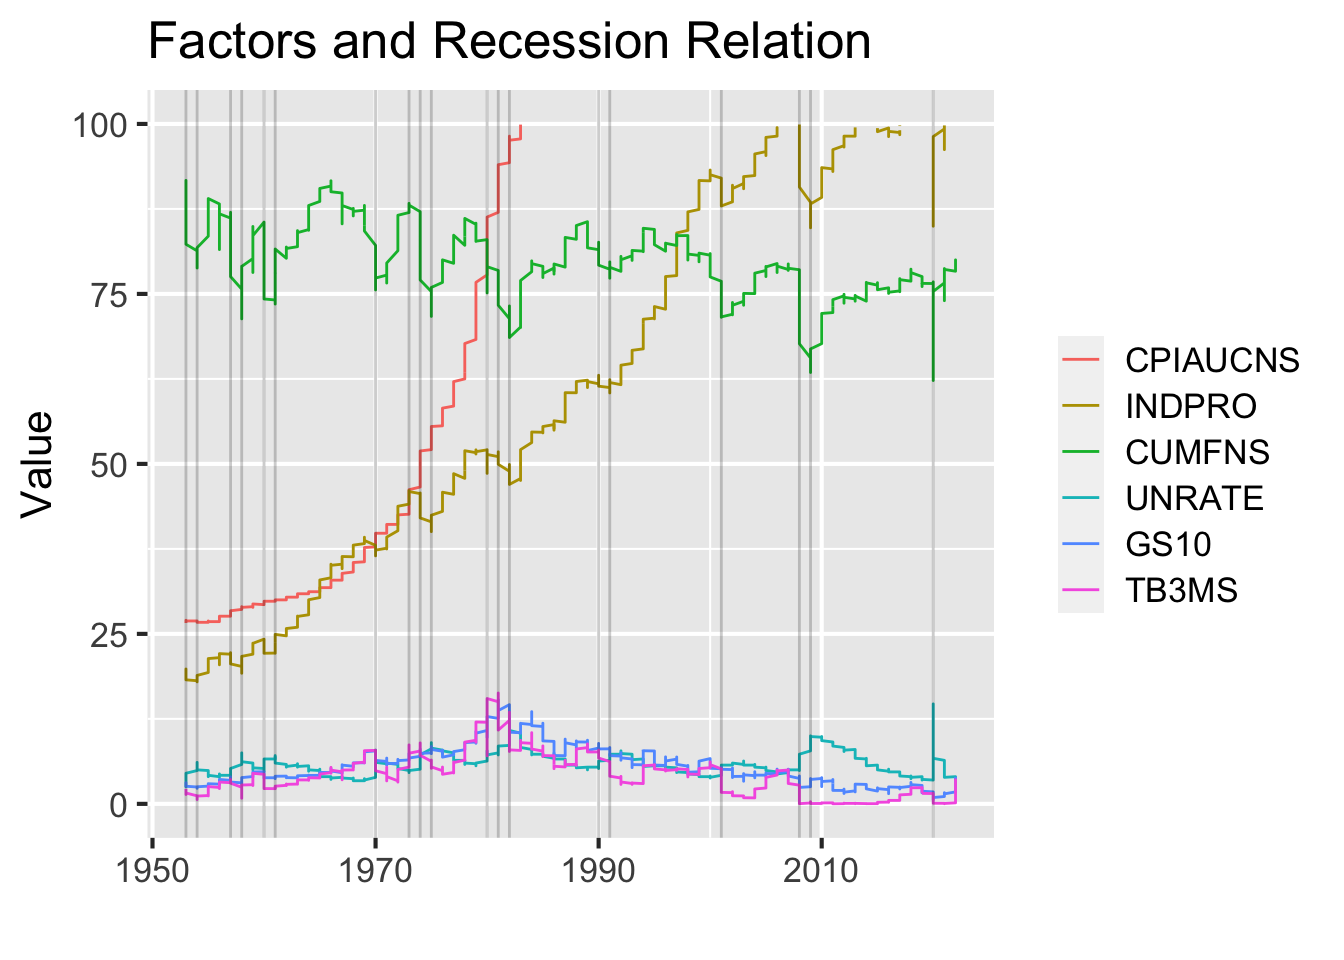 Factors and Recession Relation
100
75
50
25
0
Value
1950 1970 1990 2010
CPIAUCNS
INDPRO
CUMFNS
UNRATE
GS10
TB3MS